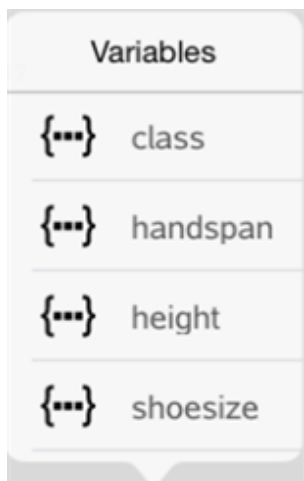 Variables
{...} class
{...} handspan
{...} height
{...} shoesize